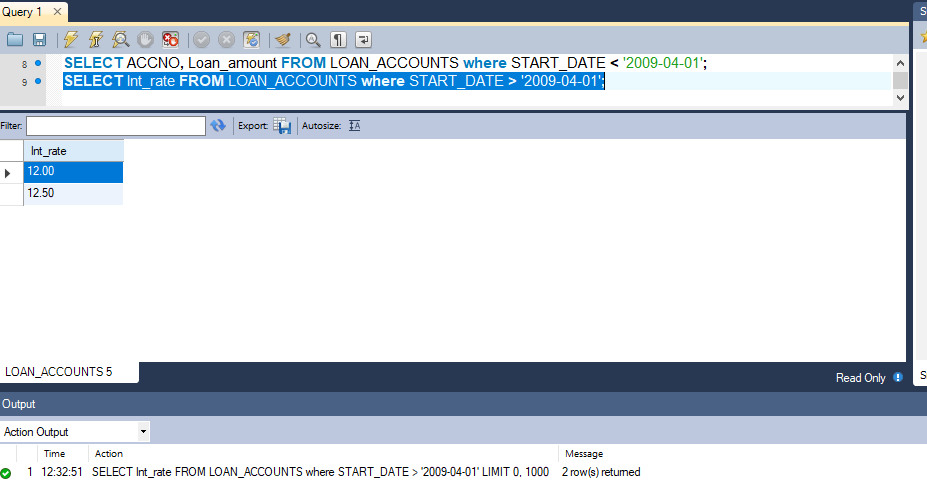 Query 1
8 SELECT ACCNO, Loan_amount FROM LOAN_ACCOUNTS where START_DATE < '2009-04-01';
9 SELECT Int_rate FROM LOAN_ACCOUNTS where START_DATE > '2009-04-01';
Filter: Export: Autosize:
Int_rate
12.00
12.50
LOAN_ACCOUNTS 5
Read Only
Output
Action Output
Time Action Message
1 12:32:51 SELECT Int_rate FROM LOAN_ACCOUNTS where START_DATE > '2009-04-01' LIMIT 0, 1000 2 row(s) returned